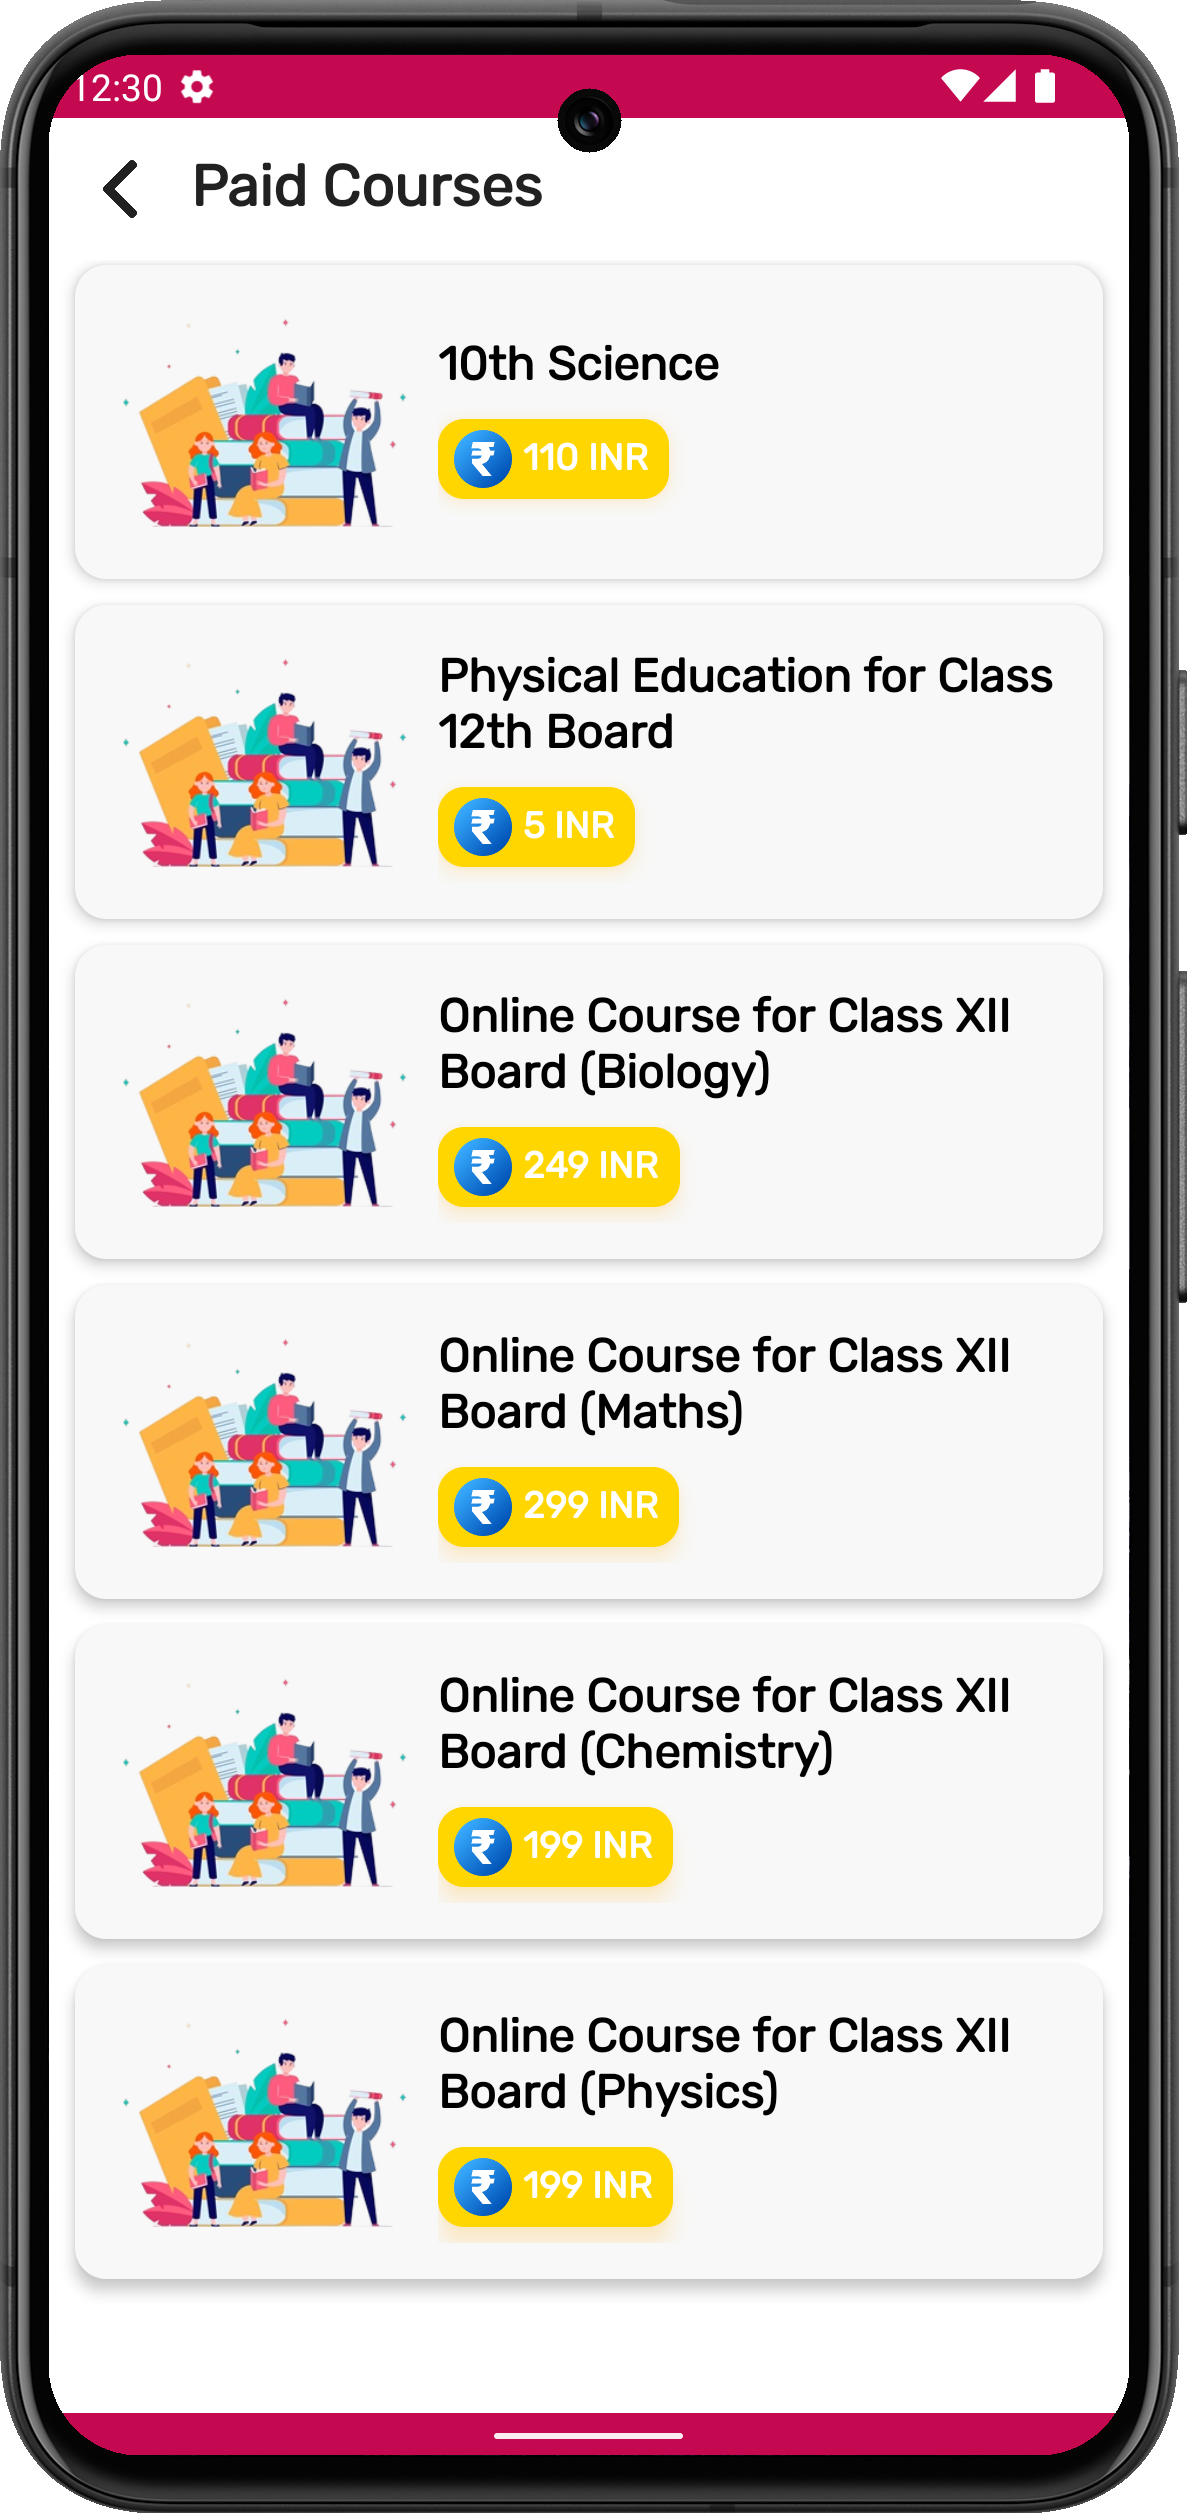 12:30
Paid Courses
10th Science
₹ 110 INR
Physical Education for Class
12th Board
₹ 5 INR
Online Course for Class XII
Board (Biology)
₹ 249 INR
Online Course for Class XII
Board (Maths)
₹ 299 INR
Online Course for Class XII
Board (Chemistry)
₹ 199 INR
Online Course for Class XII
Board (Physics)
₹ 199 INR